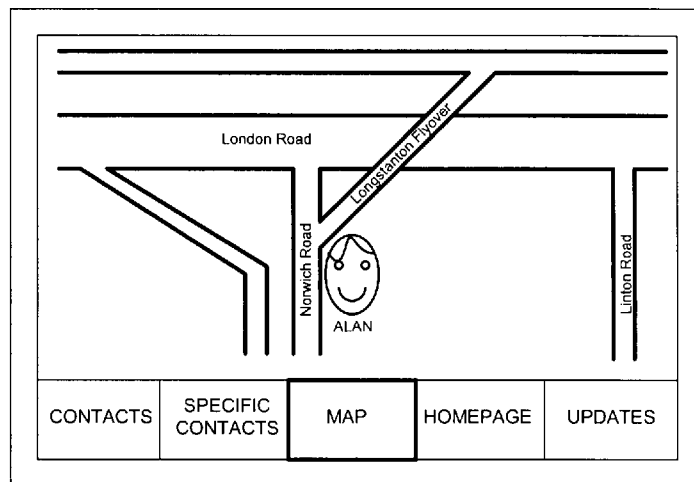 London Road
Longstanton Flyover
Norwich Road
ALAN
Linton Road
CONTACTS
SPECIFIC
CONTACTS
MAP
HOMEPAGE
UPDATES